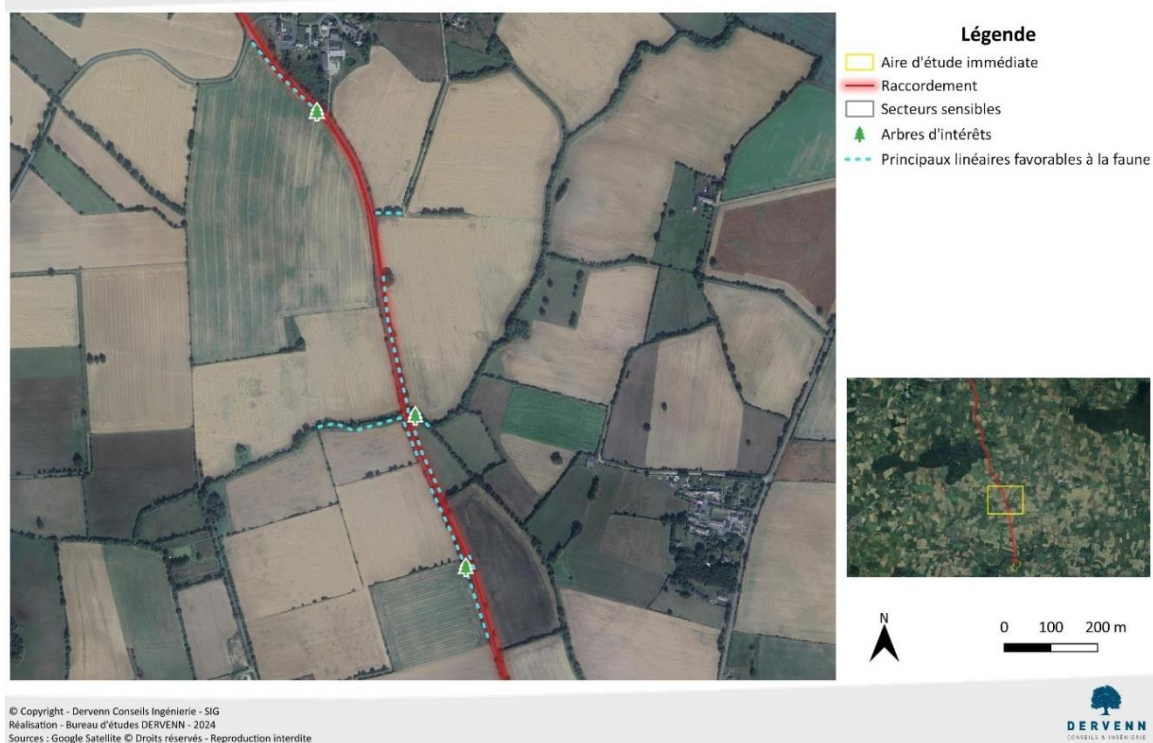 Légende
Aire d'étude immédiate
Raccordement
Secteurs sensibles
Arbres d'intérêts
Principaux linéaires favorables à la faune
N
0 100 200 m
© Copyright - Dervenn Conseils Ingénierie - SIG
Réalisation - Bureau d'études DERVENN - 2024
Sources : Google Satellite © Droits réservés - Reproduction interdite
DERVENN
CONSEILS & INGÉNIERIE